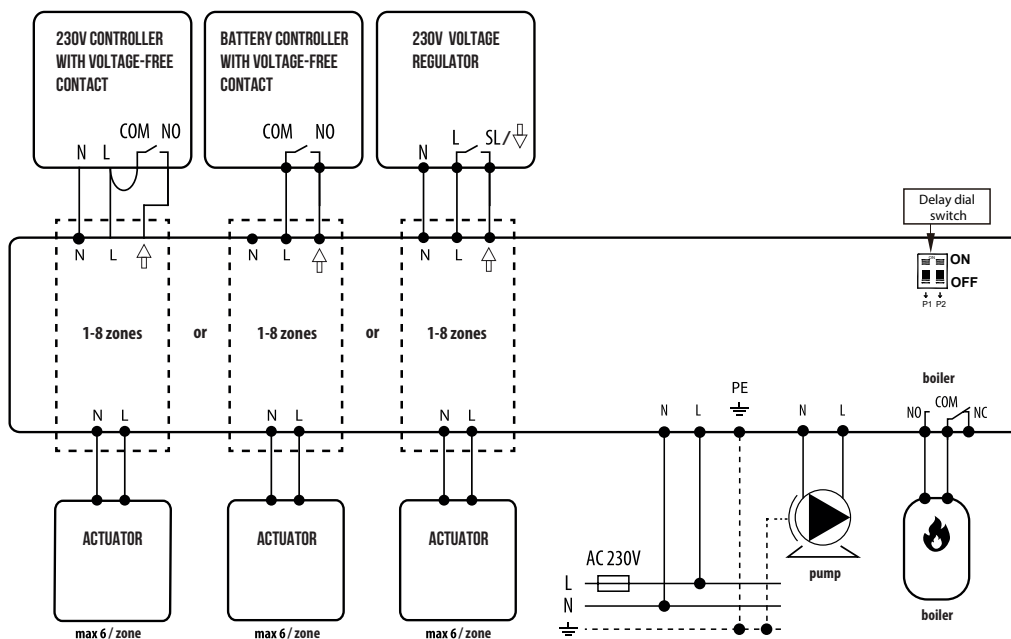 230V CONTROLLER
WITH VOLTAGE-FREE
CONTACT
COM NO
N L
BATTERY CONTROLLER
WITH VOLTAGE-FREE
CONTACT
COM NO
230V VOLTAGE
REGULATOR
L SL/
N
Delay dial
switch
ON
ON
OFF
P1 P2
N L
N L
N L
1-8 zones
or
1-8 zones
or
1-8 zones
N L
N L
N L
N L
PE
N L
boiler
NO
COM
NC
ACTUATOR
ACTUATOR
ACTUATOR
max 6 / zone
max 6 / zone
max 6 / zone
AC 230V
L
N
pump
boiler